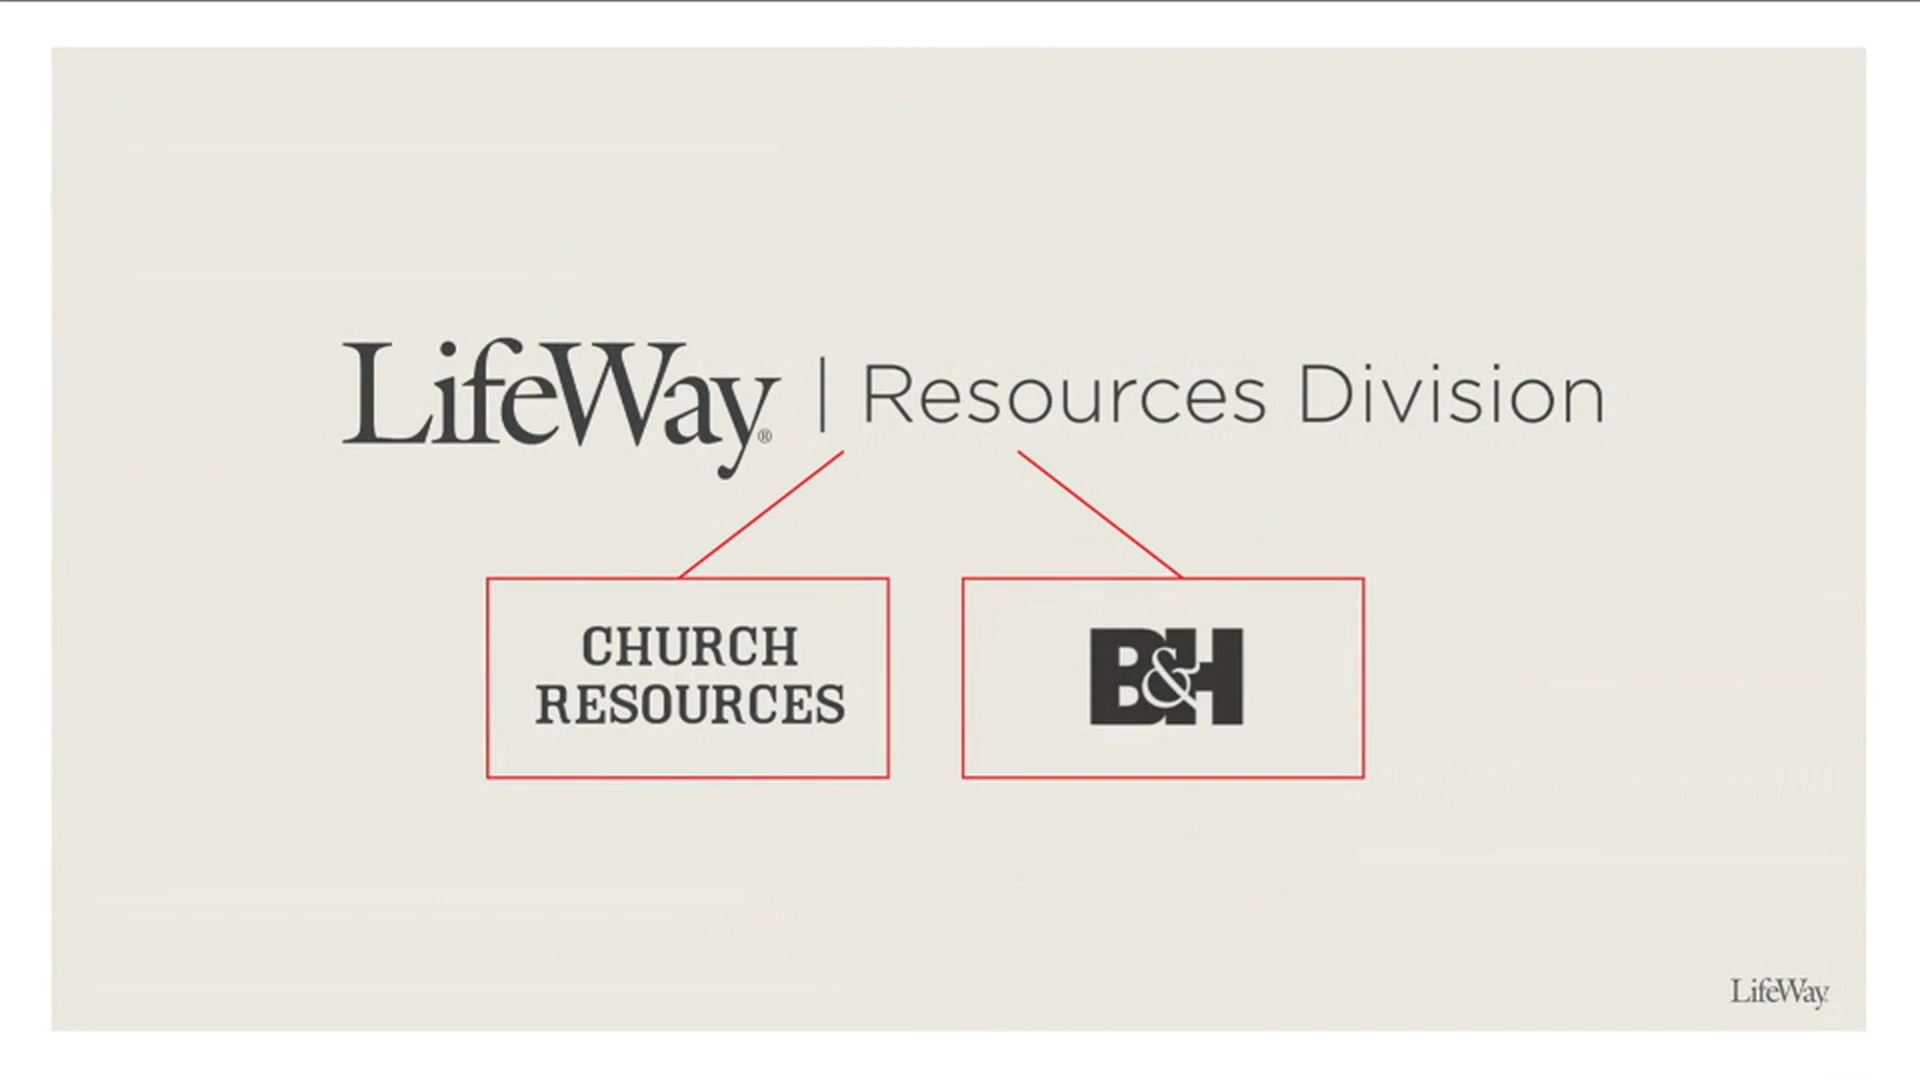 LifeWay® | Resources Division
CHURCH
RESOURCES
B&H
LifeWay